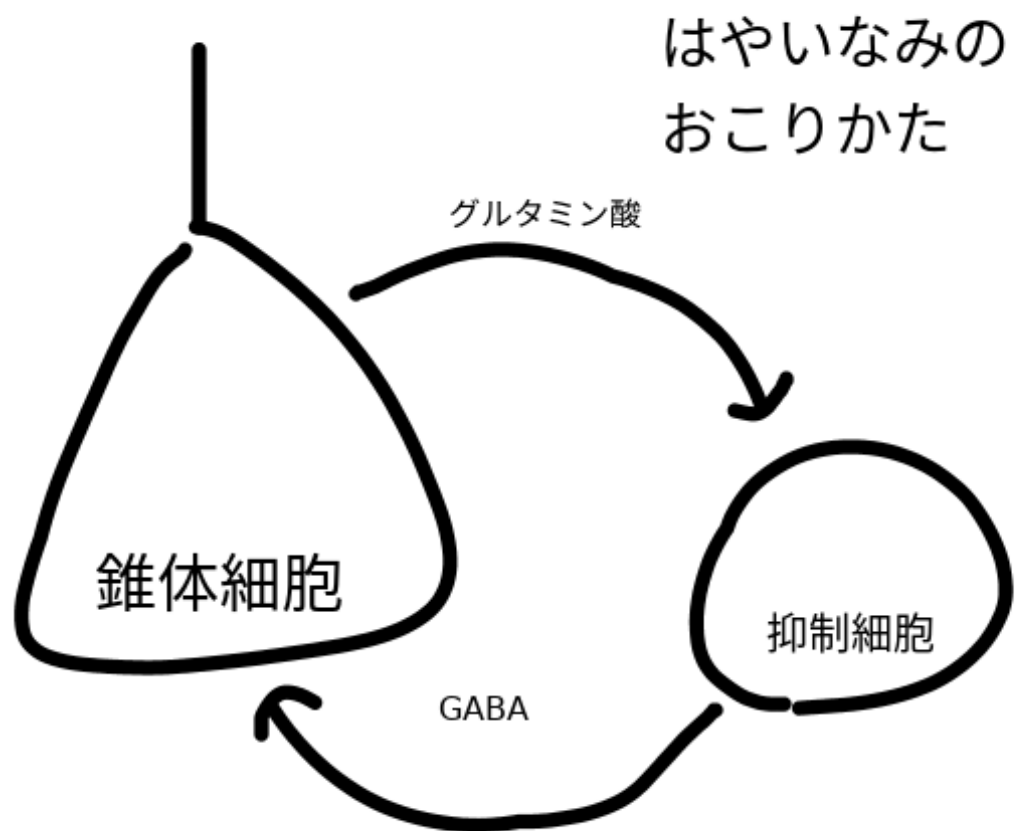 はやいなみの
おこりかた
グルタミン酸
錐体細胞
抑制細胞
GABA